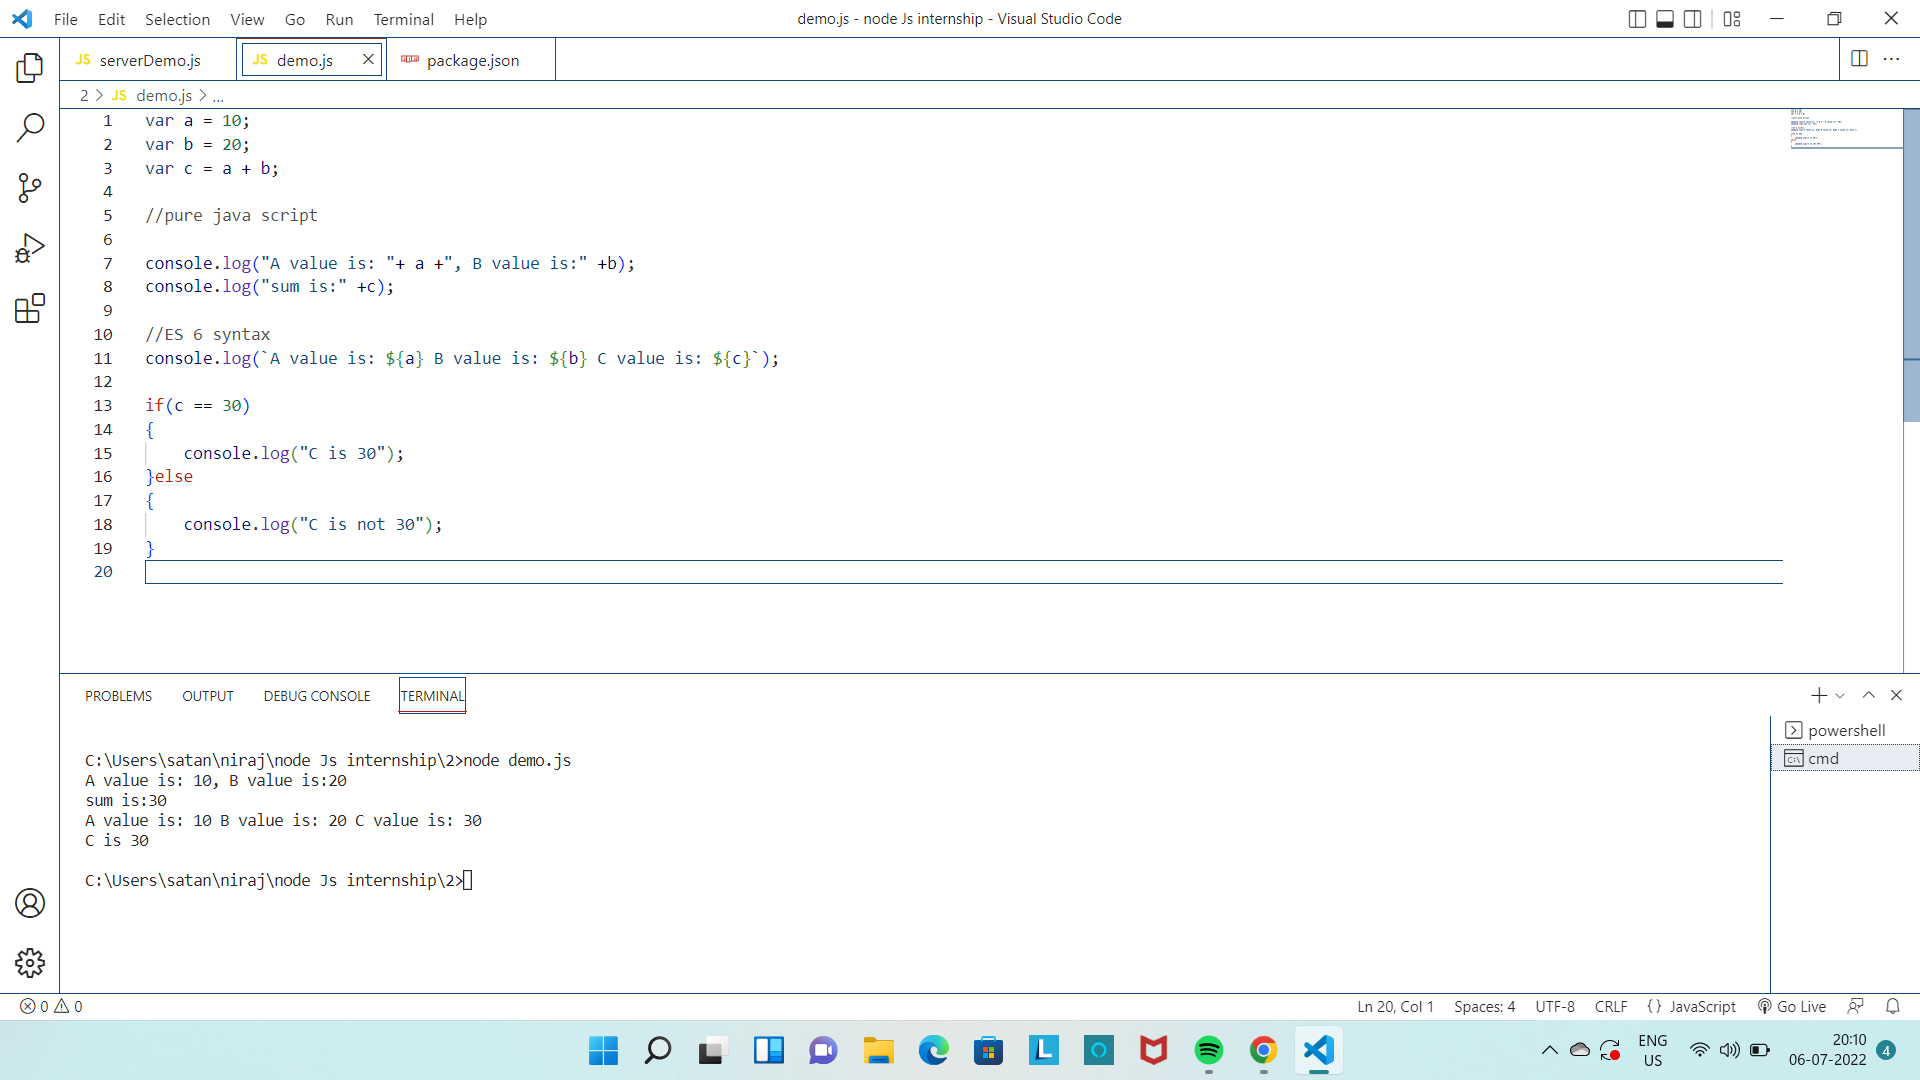 File Edit Selection View Go Run Terminal Help demo.js - node Js internship - Visual Studio Code
JS serverDemo.js JS demo.js package.json
2 > JS demo.js > ...
1 var a = 10;
2 var b = 20;
3 var c = a + b;
4
5 //pure java script
6
7 console.log("A value is: "+ a +", B value is:" +b);
8 console.log("sum is:" +c);
9
10 //ES 6 syntax
11 console.log(`A value is: ${a} B value is: ${b} C value is: ${c}`);
12
13 if(c == 30)
14 {
15     console.log("C is 30");
16 }else
17 {
18     console.log("C is not 30");
19 }
20
PROBLEMS OUTPUT DEBUG CONSOLE TERMINAL
powershell
cmd
C:\Users\satan\niraj\node Js internship\2>node demo.js
A value is: 10, B value is:20
sum is:30
A value is: 10 B value is: 20 C value is: 30
C is 30
C:\Users\satan\niraj\node Js internship\2>
0 0 Ln 20, Col 1 Spaces: 4 UTF-8 CRLF {} JavaScript Go Live
ENG 20:10
US 06-07-2022 4